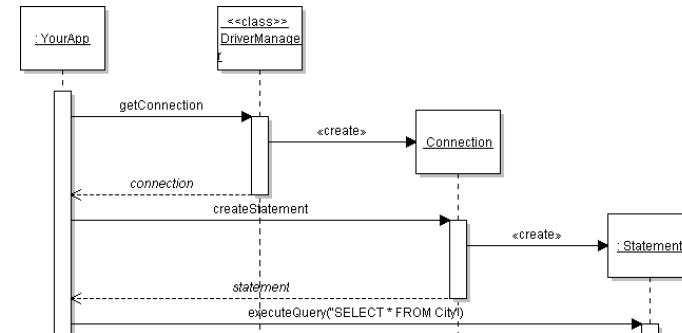 <<class>>
: YourApp
DriverManage
r
getConnection
«create»
Connection
connection
createStatement
«create»
: Statement
statement
executeQuery("SELECT * FROM City")